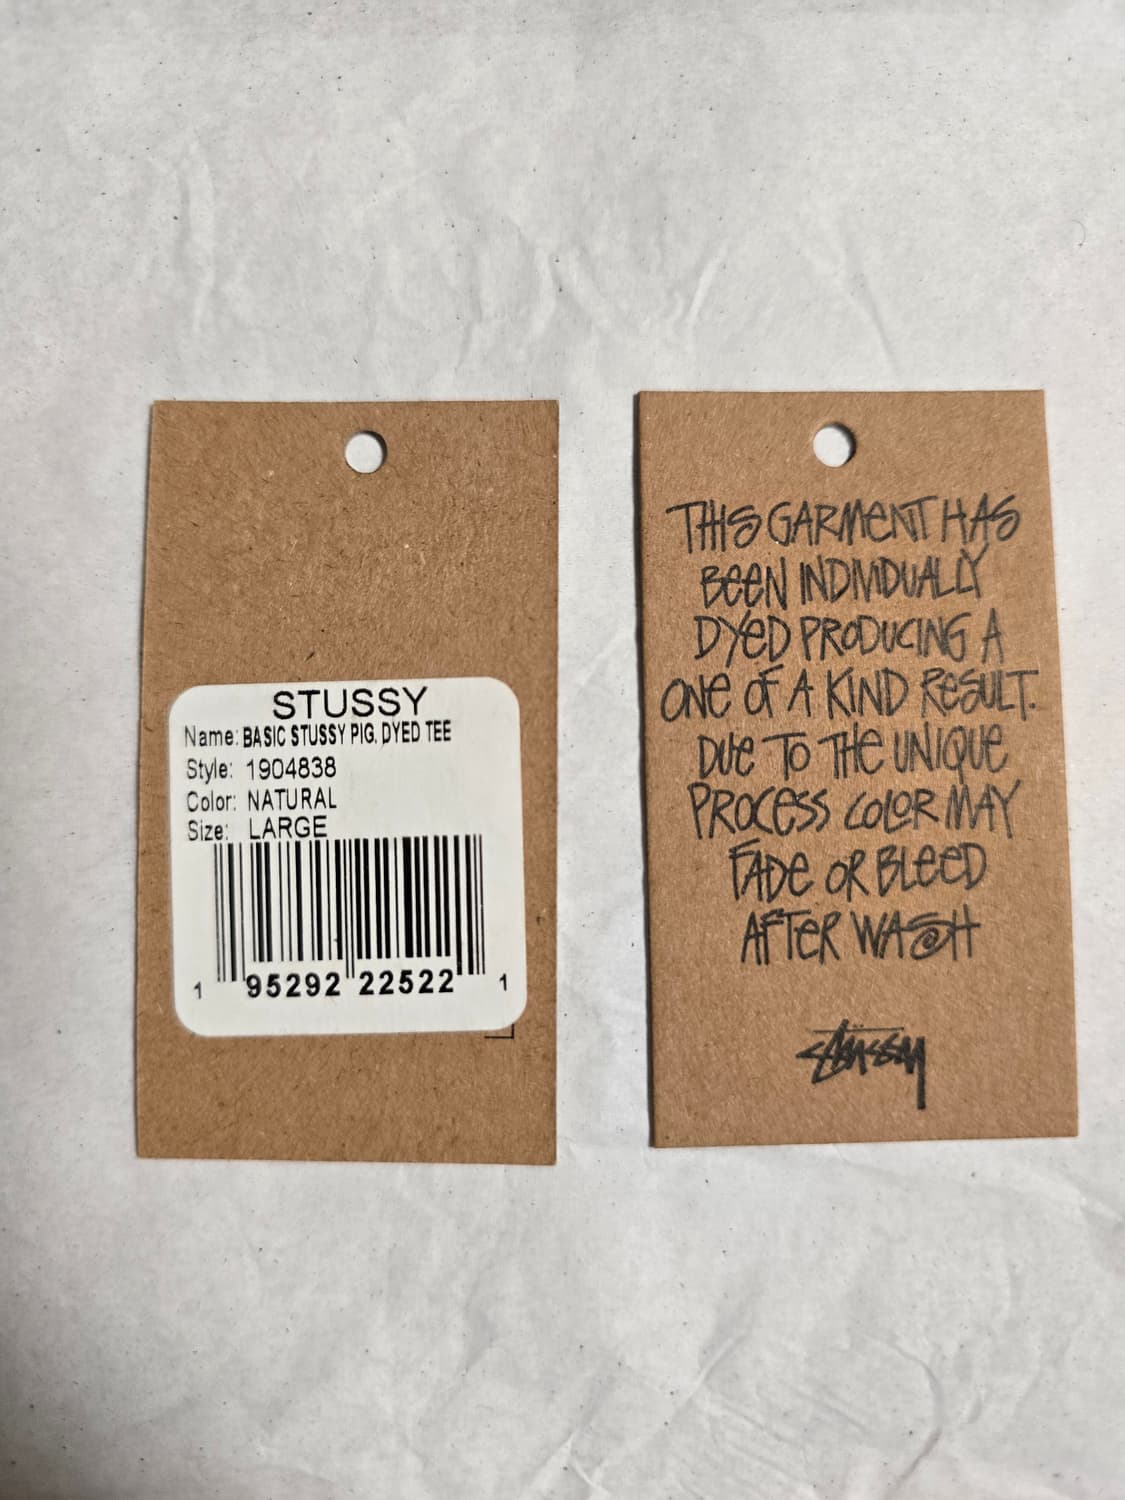 STUSSY
Name: BASIC STUSSY PIG. DYED TEE
Style: 1904838
Color: NATURAL
Size: LARGE
1 95292 22522 1
THIS GARMENT HAS
BEEN INDIVIDUALLY
DYED PRODUCING A
ONE OF A KIND RESULT.
DUE TO THE UNIQUE
PROCESS COLOR MAY
FADE OR BLEED
AFTER WASH
STÜSSY